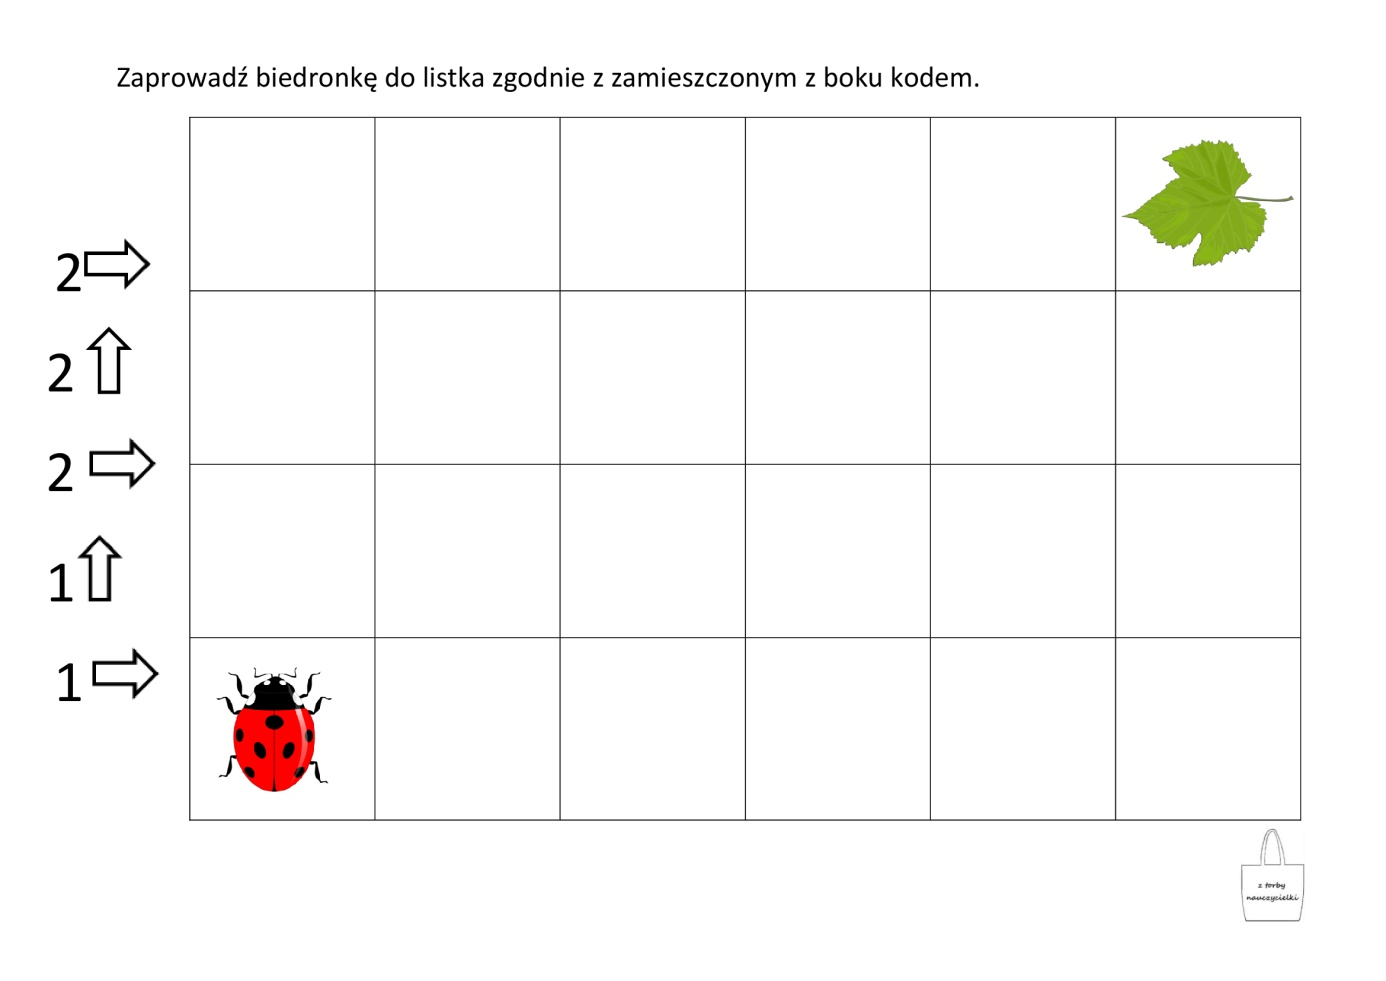 Zaprowadź biedronkę do listka zgodnie z zamieszczonym z boku kodem.
2
2
2
1
1
z torby
nauczycielki